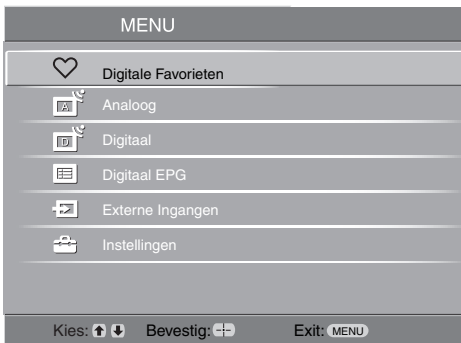 MENU
Digitale Favorieten
A Analoog
D Digitaal
Digitaal EPG
Externe Ingangen
Instellingen
Kies: Bevestig: Exit: MENU